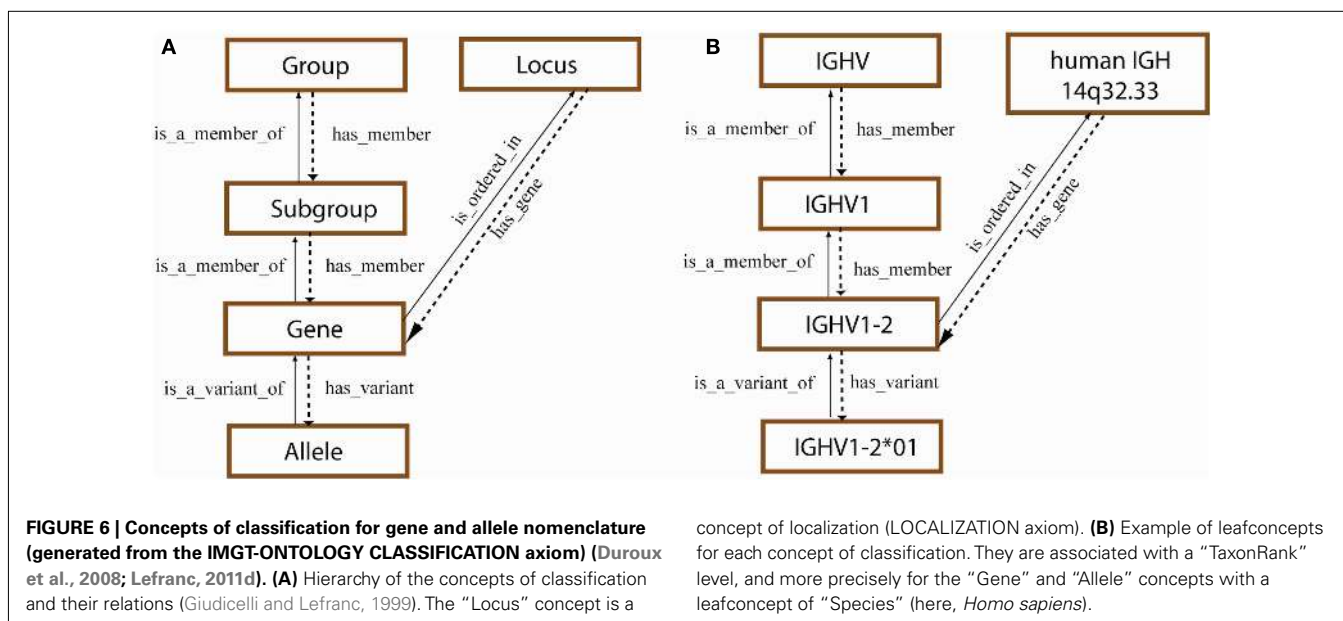 A
Group
Locus
is_a_member_of
has_member
Subgroup
is_ordered_in
has_gene
is_a_member_of
has_member
Gene
is_a_variant_of
has_variant
Allele
B
IGHV
human IGH
14q32.33
is_a_member_of
has_member
IGHV1
is_ordered_in
has_gene
is_a_member_of
has_member
IGHV1-2
is_a_variant_of
has_variant
IGHV1-2*01
FIGURE 6 | Concepts of classification for gene and allele nomenclature
(generated from the IMGT-ONTOLOGY CLASSIFICATION axiom) (Duroux
et al., 2008; Lefranc, 2011d). (A) Hierarchy of the concepts of classification
and their relations (Giudicelli and Lefranc, 1999). The “Locus” concept is a
concept of localization (LOCALIZATION axiom). (B) Example of leafconcepts
for each concept of classification. They are associated with a “TaxonRank”
level, and more precisely for the “Gene” and “Allele” concepts with a
leafconcept of “Species” (here, Homo sapiens).